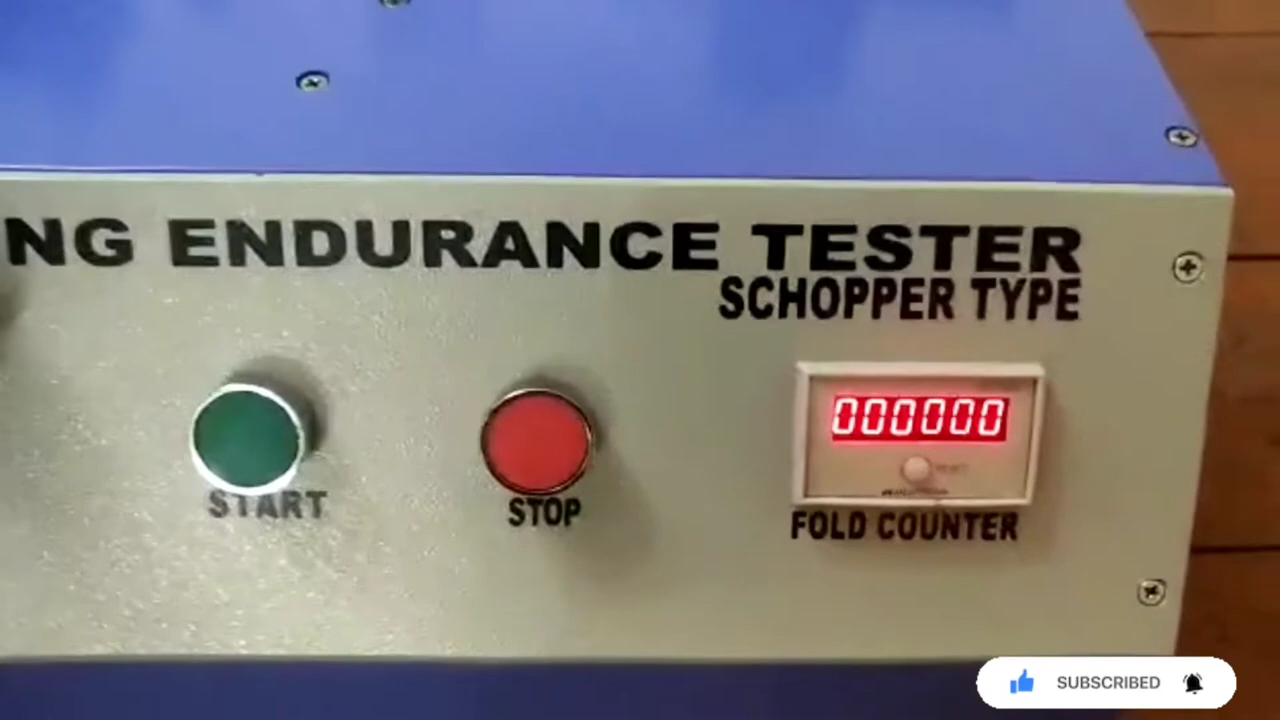 NG ENDURANCE TESTER
SCHOPPER TYPE
000000
START
STOP
FOLD COUNTER
SUBSCRIBED